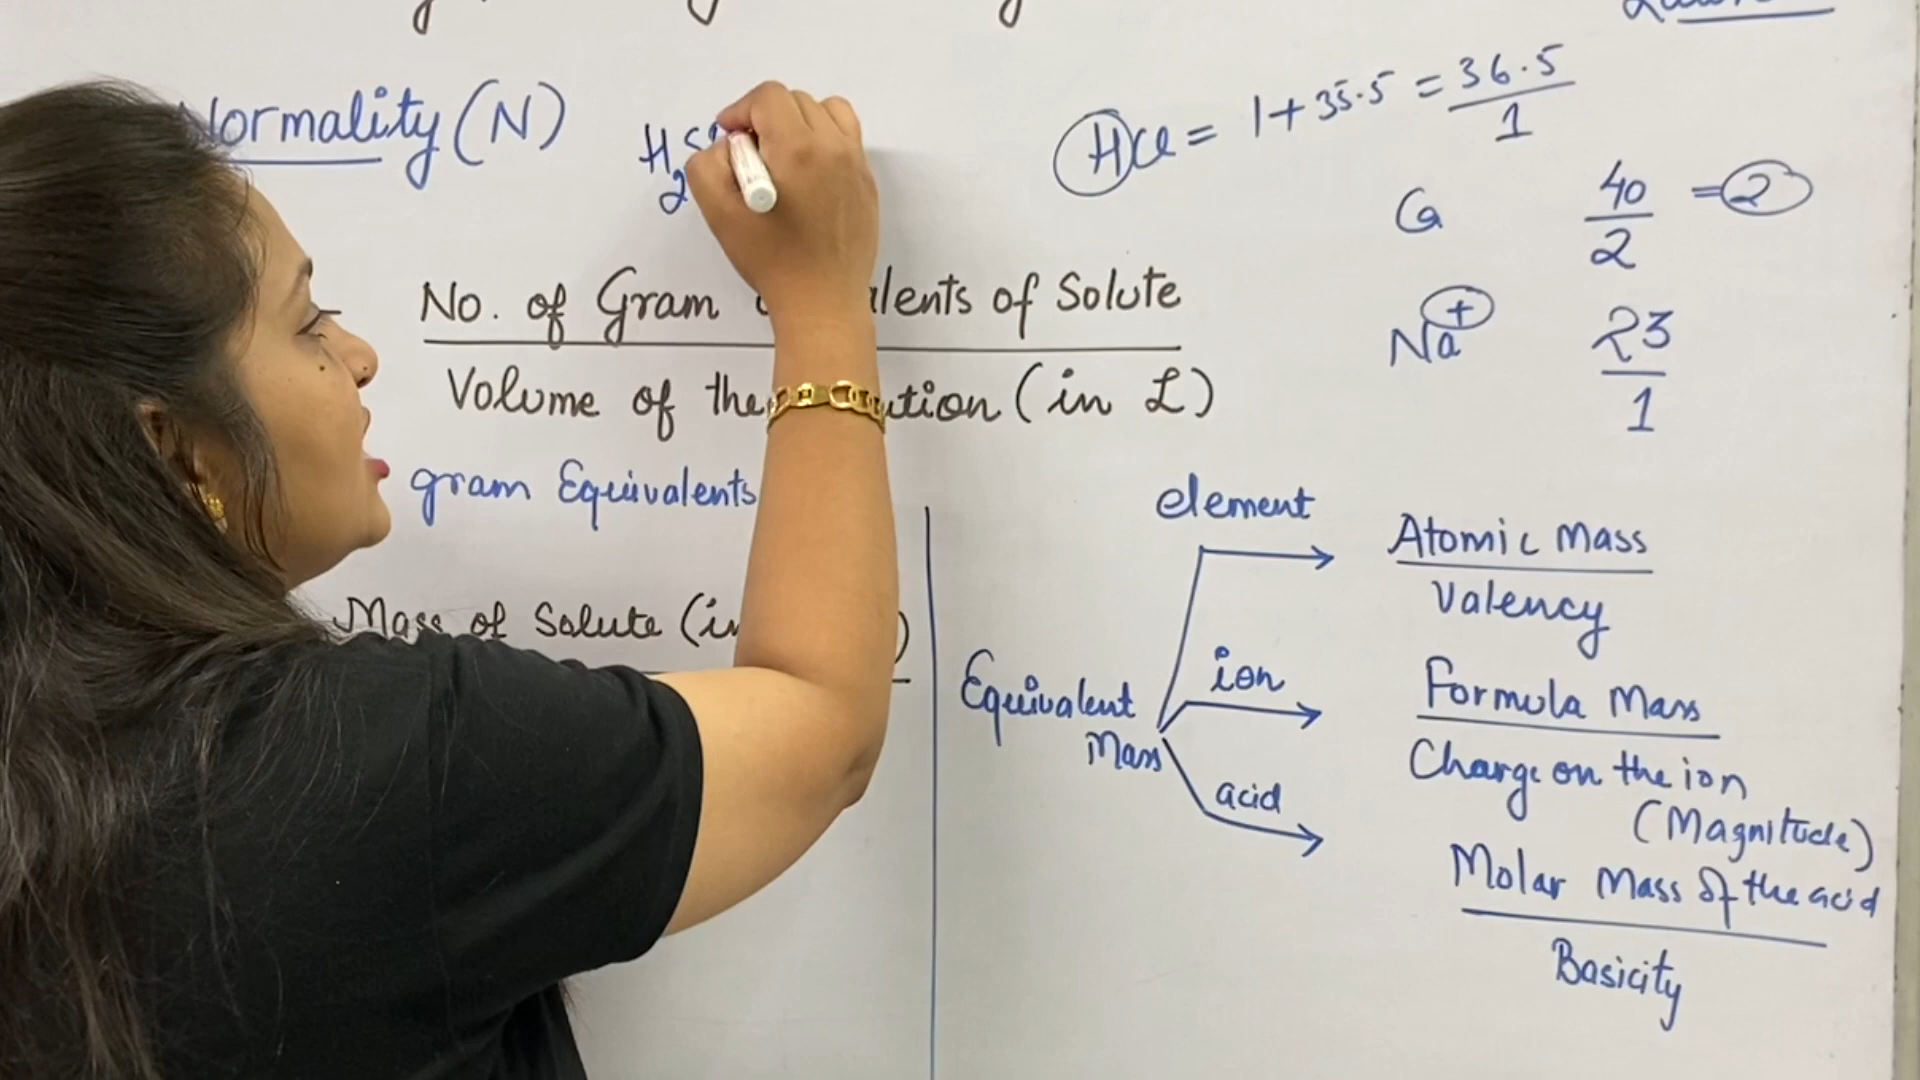 Normality (N)
H2S
HCl = 1 + 35.5 = 36.5
1
Ca 40 = 2
2
Na+ 23
1
No. of Gram lents of Solute
Volume of the ution (in L)
gram Equivalents
Mass of Solute (in )
element
Atomic Mass
Valency
ion
Formula Mass
Charge on the ion
(Magnitude)
Equivalent
Mass
acid
Molar Mass of the acid
Basicity